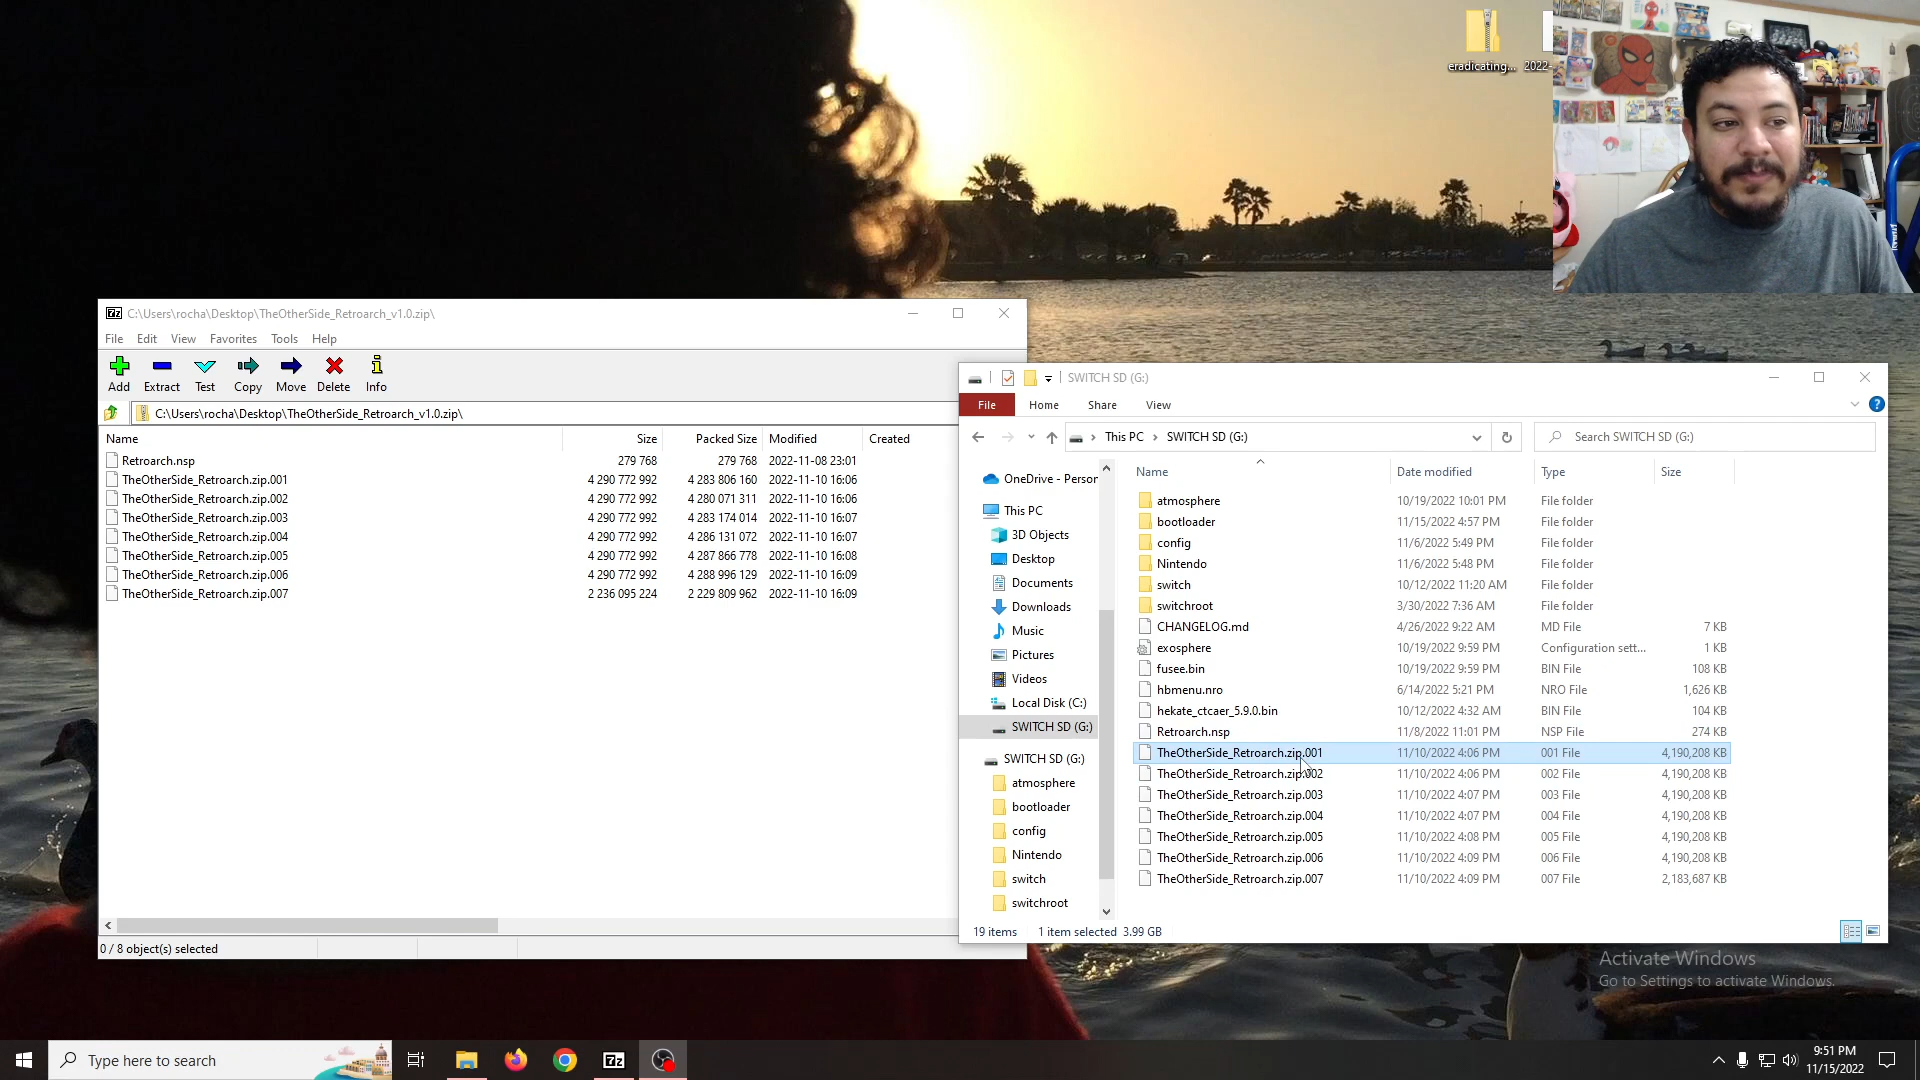 eradicating...
2022-
C:\Users\rocha\Desktop\TheOtherSide_Retroarch_v1.0.zip\
File Edit View Favorites Tools Help
Add Extract Test Copy Move Delete Info
C:\Users\rocha\Desktop\TheOtherSide_Retroarch_v1.0.zip\
Name Size Packed Size Modified Created
Retroarch.nsp 279 768 279 768 2022-11-08 23:01
TheOtherSide_Retroarch.zip.001 4 290 772 992 4 283 806 160 2022-11-10 16:06
TheOtherSide_Retroarch.zip.002 4 290 772 992 4 280 071 311 2022-11-10 16:06
TheOtherSide_Retroarch.zip.003 4 290 772 992 4 283 174 014 2022-11-10 16:07
TheOtherSide_Retroarch.zip.004 4 290 772 992 4 286 131 072 2022-11-10 16:07
TheOtherSide_Retroarch.zip.005 4 290 772 992 4 287 866 778 2022-11-10 16:08
TheOtherSide_Retroarch.zip.006 4 290 772 992 4 288 996 129 2022-11-10 16:09
TheOtherSide_Retroarch.zip.007 2 236 095 224 2 229 809 962 2022-11-10 16:09
0 / 8 object(s) selected
SWITCH SD (G:)
File Home Share View
This PC > SWITCH SD (G:)
Search SWITCH SD (G:)
OneDrive - Person
This PC
3D Objects
Desktop
Documents
Downloads
Music
Pictures
Videos
Local Disk (C:)
SWITCH SD (G:)
SWITCH SD (G:)
atmosphere
bootloader
config
Nintendo
switch
switchroot
Name Date modified Type Size
atmosphere 10/19/2022 10:01 PM File folder
bootloader 11/15/2022 4:57 PM File folder
config 11/6/2022 5:49 PM File folder
Nintendo 11/6/2022 5:48 PM File folder
switch 10/12/2022 11:20 AM File folder
switchroot 3/30/2022 7:36 AM File folder
CHANGELOG.md 4/26/2022 9:22 AM MD File 7 KB
exosphere 10/19/2022 9:59 PM Configuration sett... 1 KB
fusee.bin 10/19/2022 9:59 PM BIN File 108 KB
hbmenu.nro 6/14/2022 5:21 PM NRO File 1,626 KB
hekate_ctcaer_5.9.0.bin 10/12/2022 4:32 AM BIN File 104 KB
Retroarch.nsp 11/8/2022 11:01 PM NSP File 274 KB
TheOtherSide_Retroarch.zip.001 11/10/2022 4:06 PM 001 File 4,190,208 KB
TheOtherSide_Retroarch.zip.002 11/10/2022 4:06 PM 002 File 4,190,208 KB
TheOtherSide_Retroarch.zip.003 11/10/2022 4:07 PM 003 File 4,190,208 KB
TheOtherSide_Retroarch.zip.004 11/10/2022 4:07 PM 004 File 4,190,208 KB
TheOtherSide_Retroarch.zip.005 11/10/2022 4:08 PM 005 File 4,190,208 KB
TheOtherSide_Retroarch.zip.006 11/10/2022 4:09 PM 006 File 4,190,208 KB
TheOtherSide_Retroarch.zip.007 11/10/2022 4:09 PM 007 File 2,183,687 KB
19 items 1 item selected 3.99 GB
Activate Windows
Go to Settings to activate Windows.
Type here to search
9:51 PM
11/15/2022